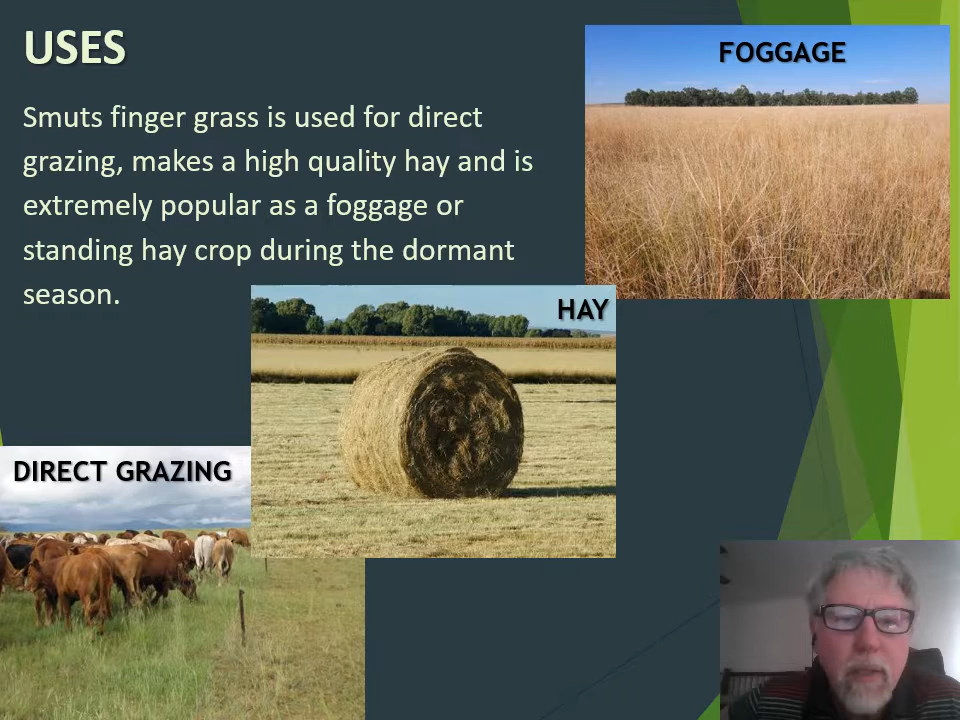 USES
Smuts finger grass is used for direct
grazing, makes a high quality hay and is
extremely popular as a foggage or
standing hay crop during the dormant
season.
FOGGAGE
HAY
DIRECT GRAZING